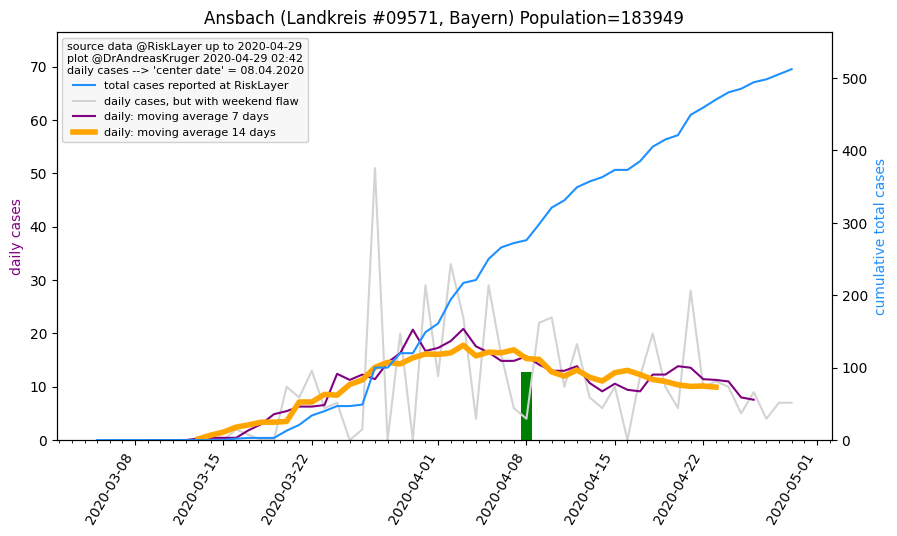 Ansbach (Landkreis #09571, Bayern) Population=183949
source data @RiskLayer up to 2020-04-29
plot @DrAndreasKruger 2020-04-29 02:42
daily cases --> 'center date' = 08.04.2020
total cases reported at RiskLayer
daily cases, but with weekend flaw
daily: moving average 7 days
daily: moving average 14 days
daily cases
70
60
50
40
30
20
10
0
cumulative total cases
500
400
300
200
100
0
2020-03-08
2020-03-15
2020-03-22
2020-04-01
2020-04-08
2020-04-15
2020-04-22
2020-05-01